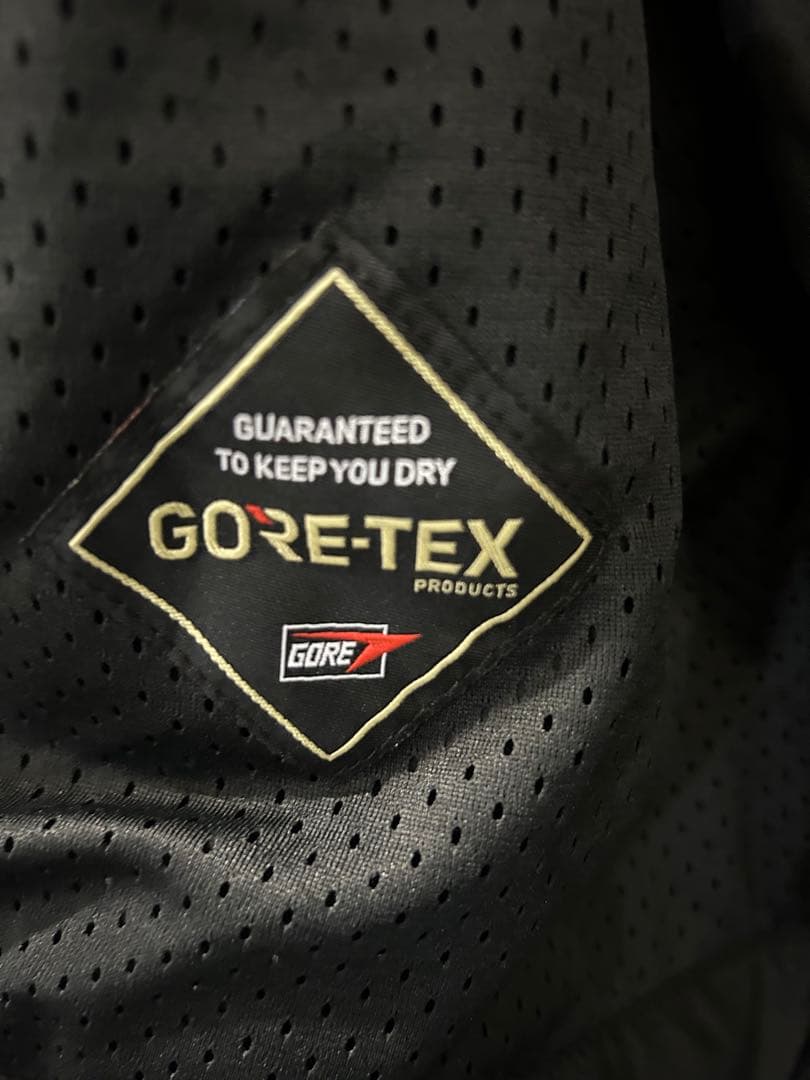 GUARANTEED
TO KEEP YOU DRY
GORE-TEX
PRODUCTS
GORE